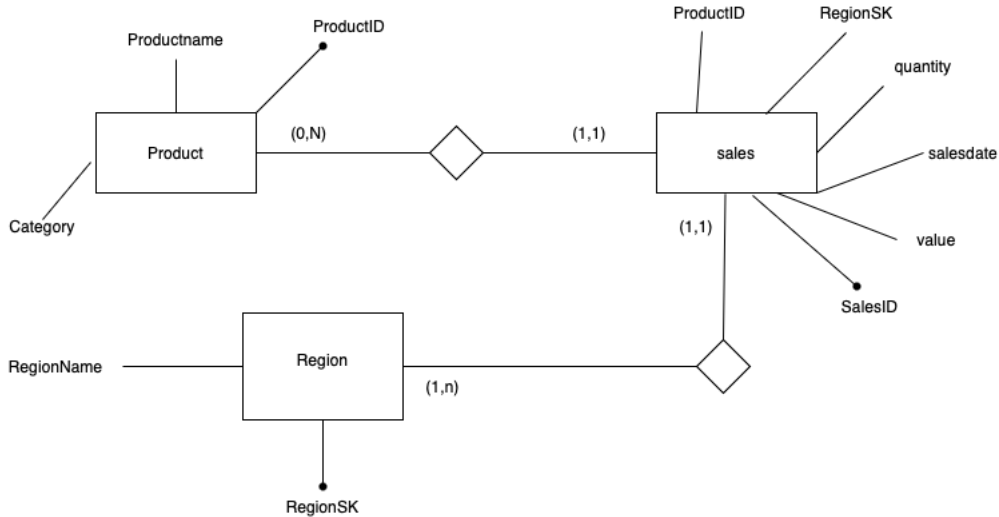 ProductID
RegionSK
Productname
ProductID
quantity
(0,N)
(1,1)
Product
sales
salesdate
Category
(1,1)
value
SalesID
Region
RegionName
(1,n)
RegionSK